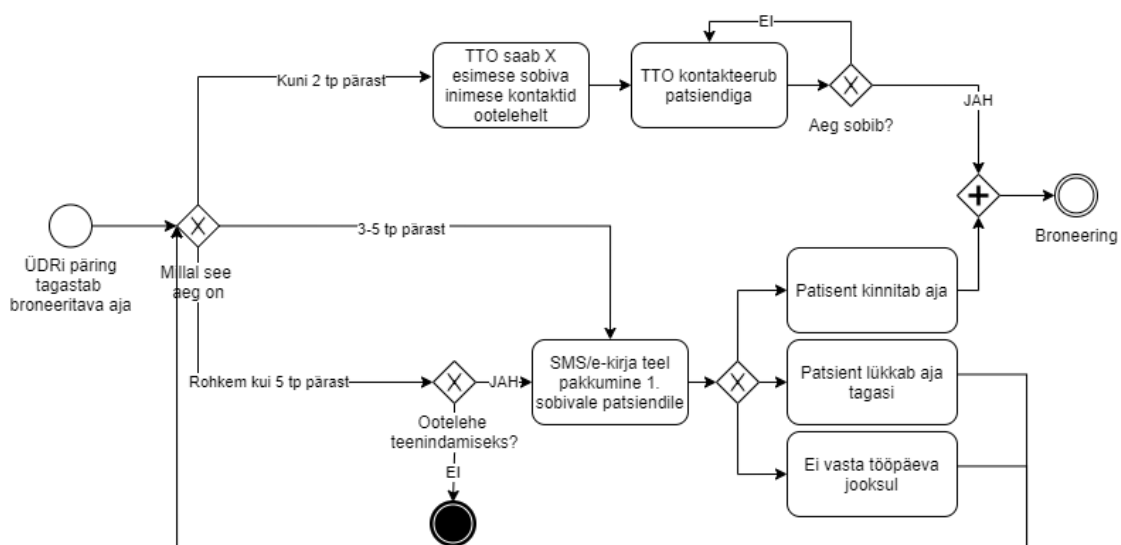 EI
TTO saab X
esimese sobiva
inimese kontaktid
ootelehelt
TTO kontakteerub
patsiendiga
X
Kuni 2 tp pärast
JAH
Aeg sobib?
X
3-5 tp pärast
ÜDRi päring
tagastab
broneeritava aja
Millal see
aeg on
Broneering
Patisent kinnitab aja
Rohkem kui 5 tp pärast
X
JAH
SMS/e-kirja teel
pakkumine 1.
sobivale patsiendile
X
Patsient lükkab aja
tagasi
Ootelehe
teenindamiseks?
EI
Ei vasta tööpäeva
jooksul